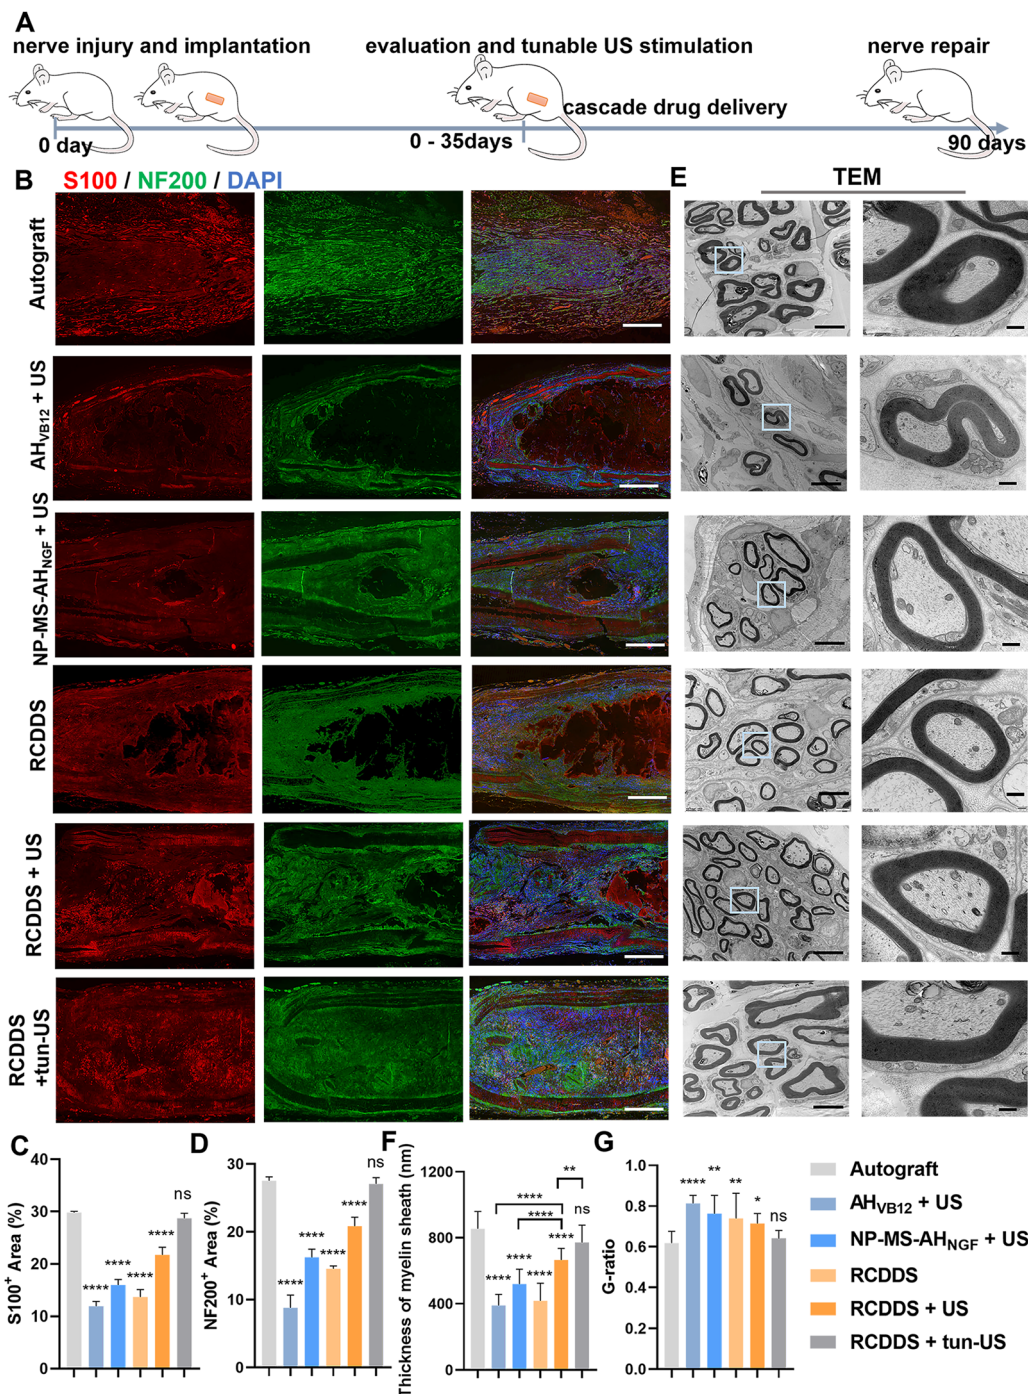 A
nerve injury and implantation
evaluation and tunable US stimulation
nerve repair
cascade drug delivery
0 day
0 - 35days
90 days
B
S100 / NF200 / DAPI
E
TEM
Autograft
AHVB12 + US
NP-MS-AHNGF + US
RCDDS
RCDDS + US
RCDDS
+tun-US
C
S100+ Area (%)
40
30
20
10
0
****
****
****
****
ns
D
NF200+ Area (%)
30
20
10
0
****
****
****
****
ns
F
Thickness of myelin sheath (nm)
1200
800
400
0
**
****
****
****
****
****
****
ns
G
G-ratio
1.0
0.8
0.6
0.4
0.2
0.0
****
**
**
*
ns
Autograft
AHVB12 + US
NP-MS-AHNGF + US
RCDDS
RCDDS + US
RCDDS + tun-US